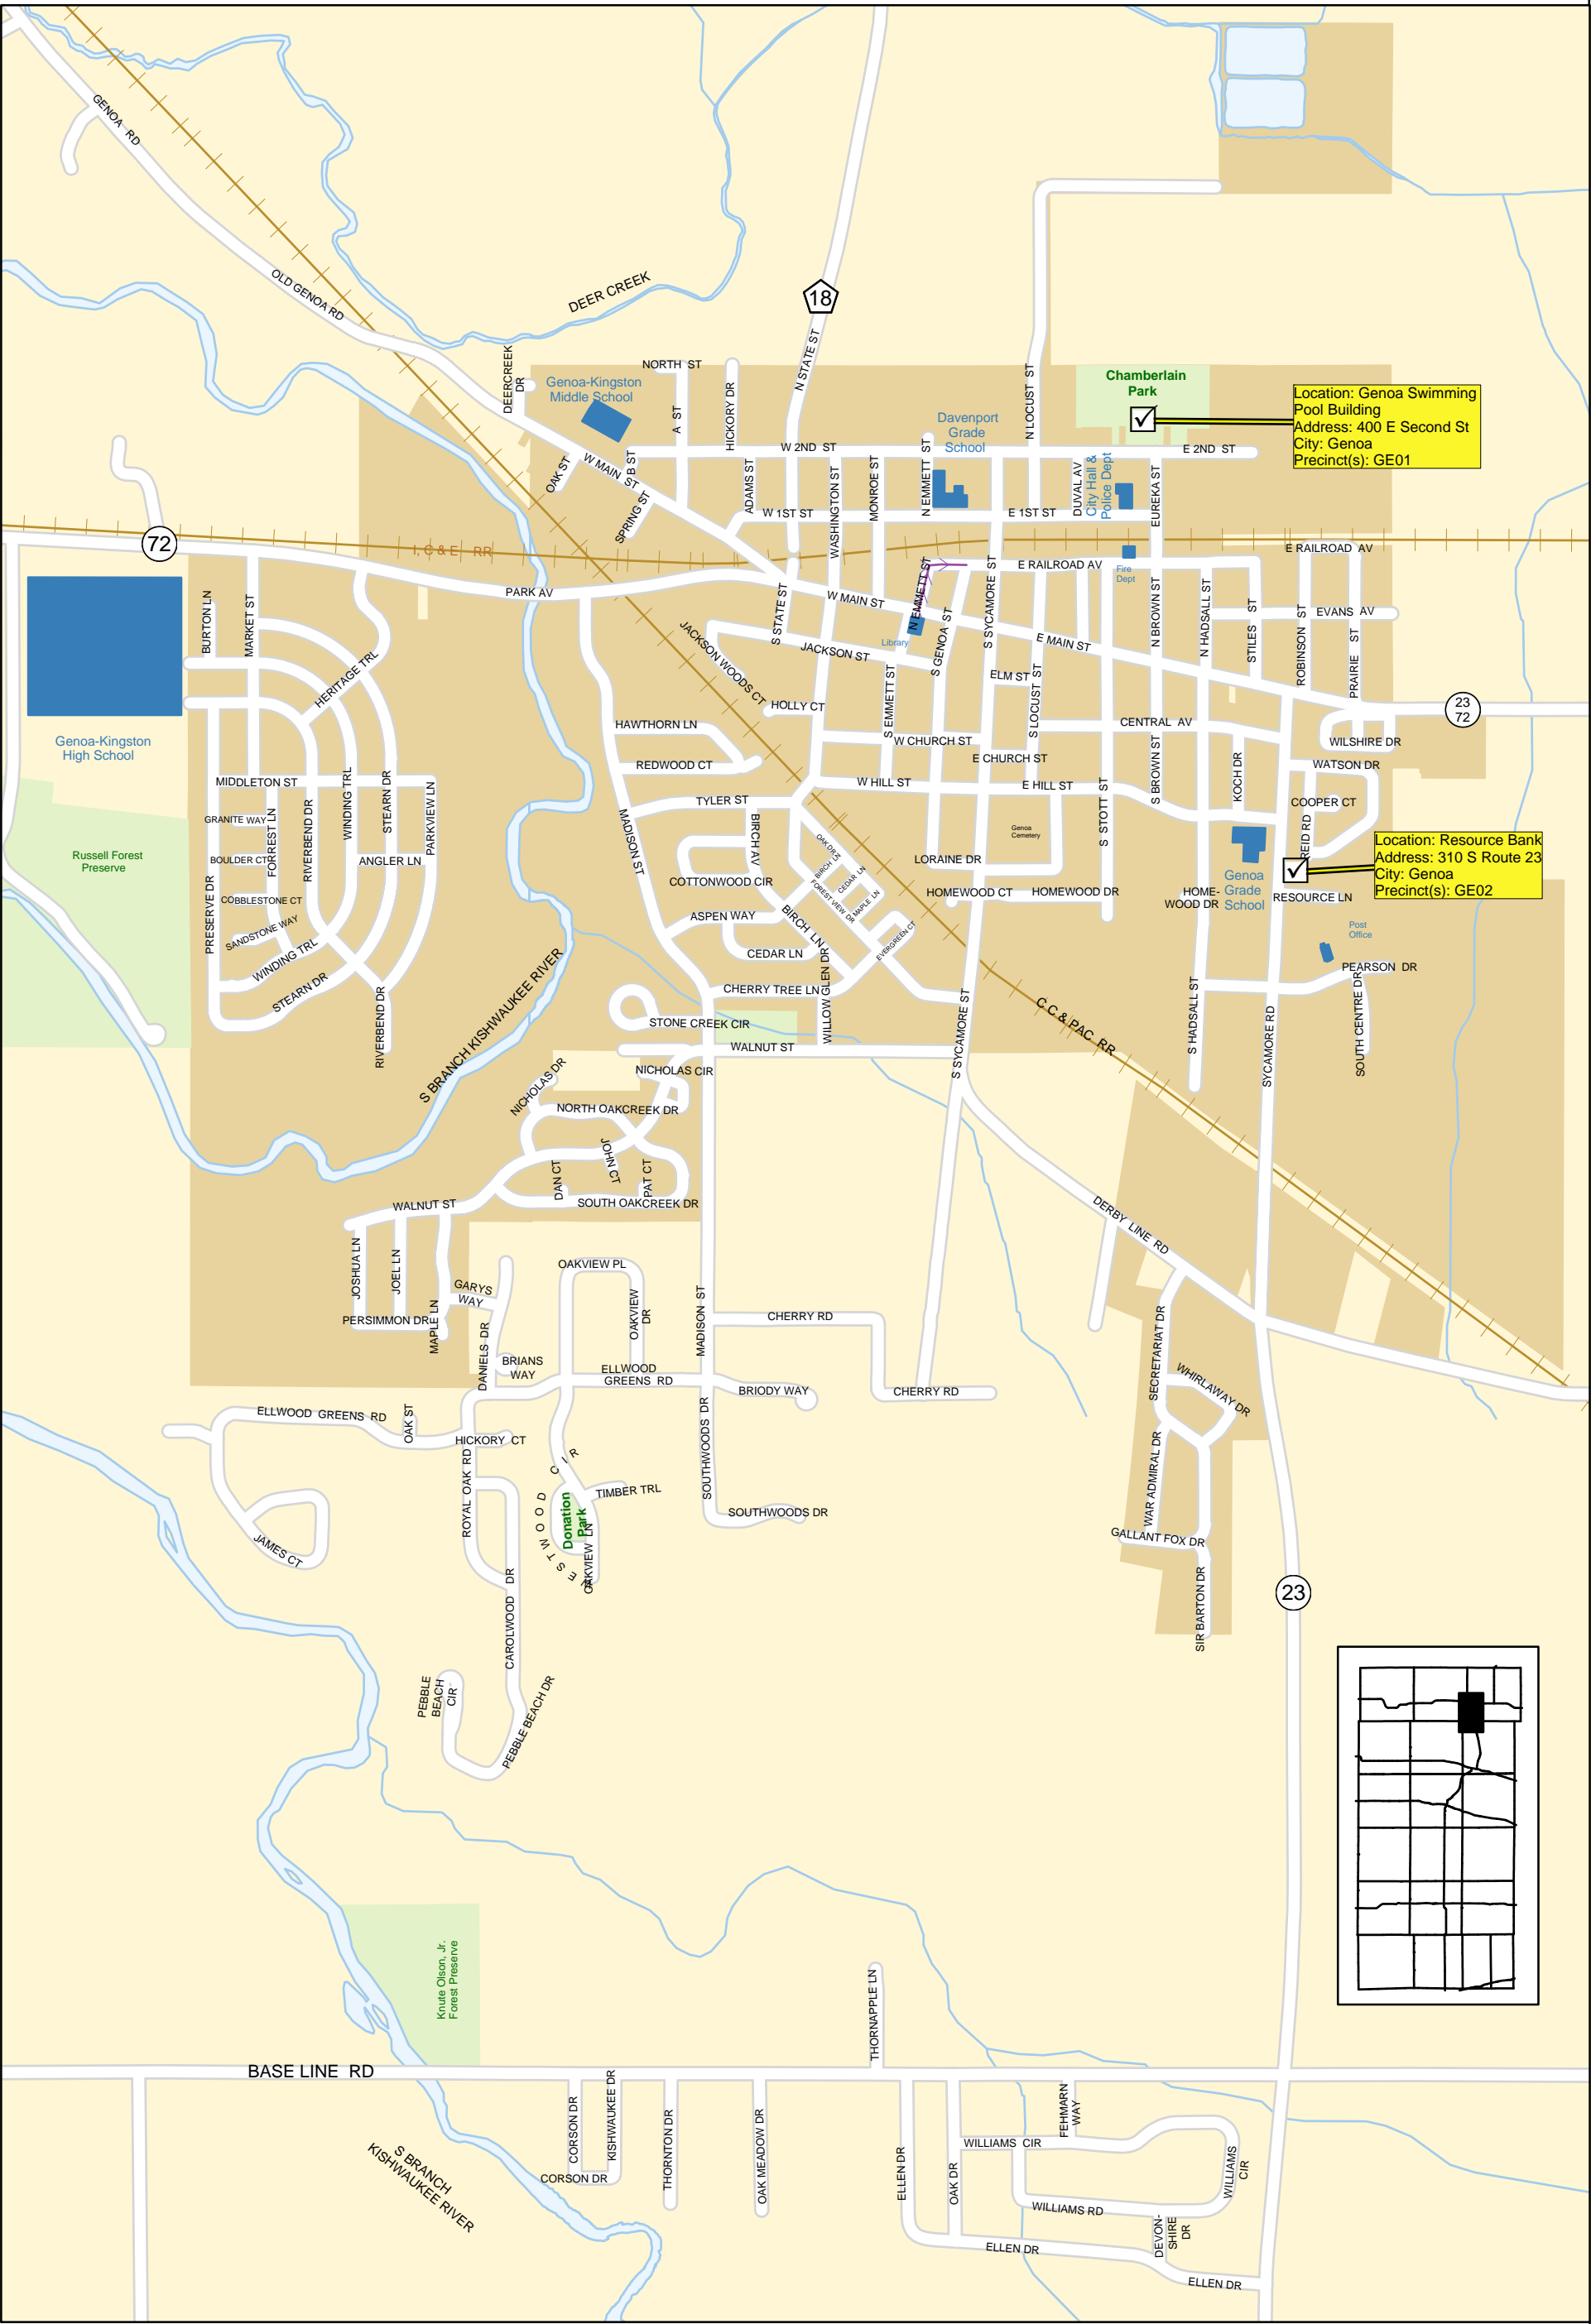 GENOA RD
OLD GENOA RD
DEER CREEK
18
N STATE ST
DEERCREEK
DR
Genoa-Kingston
Middle School
NORTH ST
A ST
HICKORY DR
N LOCUST ST
Chamberlain
Park
Location: Genoa Swimming
Pool Building
Address: 400 E Second St
City: Genoa
Precinct(s): GE01
Davenport
Grade
School
W 2ND ST
E 2ND ST
OAK ST
W MAIN ST
B ST
SPRING ST
ADAMS ST
WASHINGTON ST
MONROE ST
N EMMETT ST
DUVAL AV
City Hall &
Police Dept
EUREKA ST
W 1ST ST
E 1ST ST
72
I, C & E RR
E RAILROAD AV
E RAILROAD AV
Fire
Dept
PARK AV
W MAIN ST
N EMMETT ST
Library
S STATE ST
JACKSON ST
JACKSON WOODS CT
S GENOA ST
S SYCAMORE ST
E MAIN ST
N BROWN ST
N HADSALL ST
STILES ST
ROBINSON ST
EVANS AV
PRAIRIE ST
BURTON LN
MARKET ST
HERITAGE TRL
Genoa-Kingston
High School
HOLLY CT
S EMMETT ST
ELM ST
S LOCUST ST
CENTRAL AV
23
72
HAWTHORN LN
W CHURCH ST
E CHURCH ST
S BROWN ST
WILSHIRE DR
REDWOOD CT
W HILL ST
E HILL ST
S STOTT ST
KOCH DR
WATSON DR
COOPER CT
REID RD
MIDDLETON ST
GRANITE WAY
BOULDER CT
FORREST LN
RIVERBEND DR
WINDING TRL
STEARN DR
PARKVIEW LN
ANGLER LN
COBBLESTONE CT
SANDSTONE WAY
PRESERVE DR
WINDING TRL
STEARN DR
RIVERBEND DR
Russell Forest
Preserve
MADISON ST
TYLER ST
BIRCH AV
COTTONWOOD CIR
OAK DR
BIRCH LN
CEDAR LN
FOREST VIEW DR
MAPLE LN
EVERGREEN CT
Genoa
Cemetery
LORAINE DR
HOMEWOOD CT
HOMEWOOD DR
HOME-
WOOD DR
Genoa
Grade
School
Location: Resource Bank
Address: 310 S Route 23
City: Genoa
Precinct(s): GE02
RESOURCE LN
Post
Office
PEARSON DR
SOUTH CENTRE DR
ASPEN WAY
BIRCH LN
CEDAR LN
CHERRY TREE LN
WILLOW GLEN DR
S SYCAMORE ST
C C & PAC RR
S HADSALL ST
SYCAMORE RD
S BRANCH KISHWAUKEE RIVER
STONE CREEK CIR
WALNUT ST
NICHOLAS CIR
NICHOLAS DR
NORTH OAKCREEK DR
JOHN CT
DAN CT
PAT CT
SOUTH OAKCREEK DR
WALNUT ST
JOSHUA LN
JOEL LN
MAPLE LN
PERSIMMON DR
GARYS
WAY
DANIELS DR
BRIANS
WAY
OAKVIEW PL
OAKVIEW
DR
MADISON ST
CHERRY RD
CHERRY RD
ELLWOOD
GREENS RD
BRIODY WAY
DERBY LINE RD
SECRETARIAT DR
WHIRLAWAY DR
WAR ADMIRAL DR
GALLANT FOX DR
SIR BARTON DR
23
ELLWOOD GREENS RD
OAK ST
HICKORY CT
ROYAL OAK RD
JAMES CT
WESTWOOD CIR
Donation
Park
TIMBER TRL
OAKVIEW LN
SOUTHWOODS DR
SOUTHWOODS DR
CAROLWOOD DR
PEBBLE
BEACH
CIR
PEBBLE BEACH DR
Knute Olson, Jr.
Forest Preserve
BASE LINE RD
THORNAPPLE LN
CORSON DR
KISHWAUKEE DR
CORSON DR
THORNTON DR
OAK MEADOW DR
ELLEN DR
OAK DR
FEHMARN
WAY
WILLIAMS CIR
WILLIAMS
CIR
WILLIAMS RD
DEVON-
SHIRE
DR
ELLEN DR
ELLEN DR
S BRANCH
KISHWAUKEE RIVER